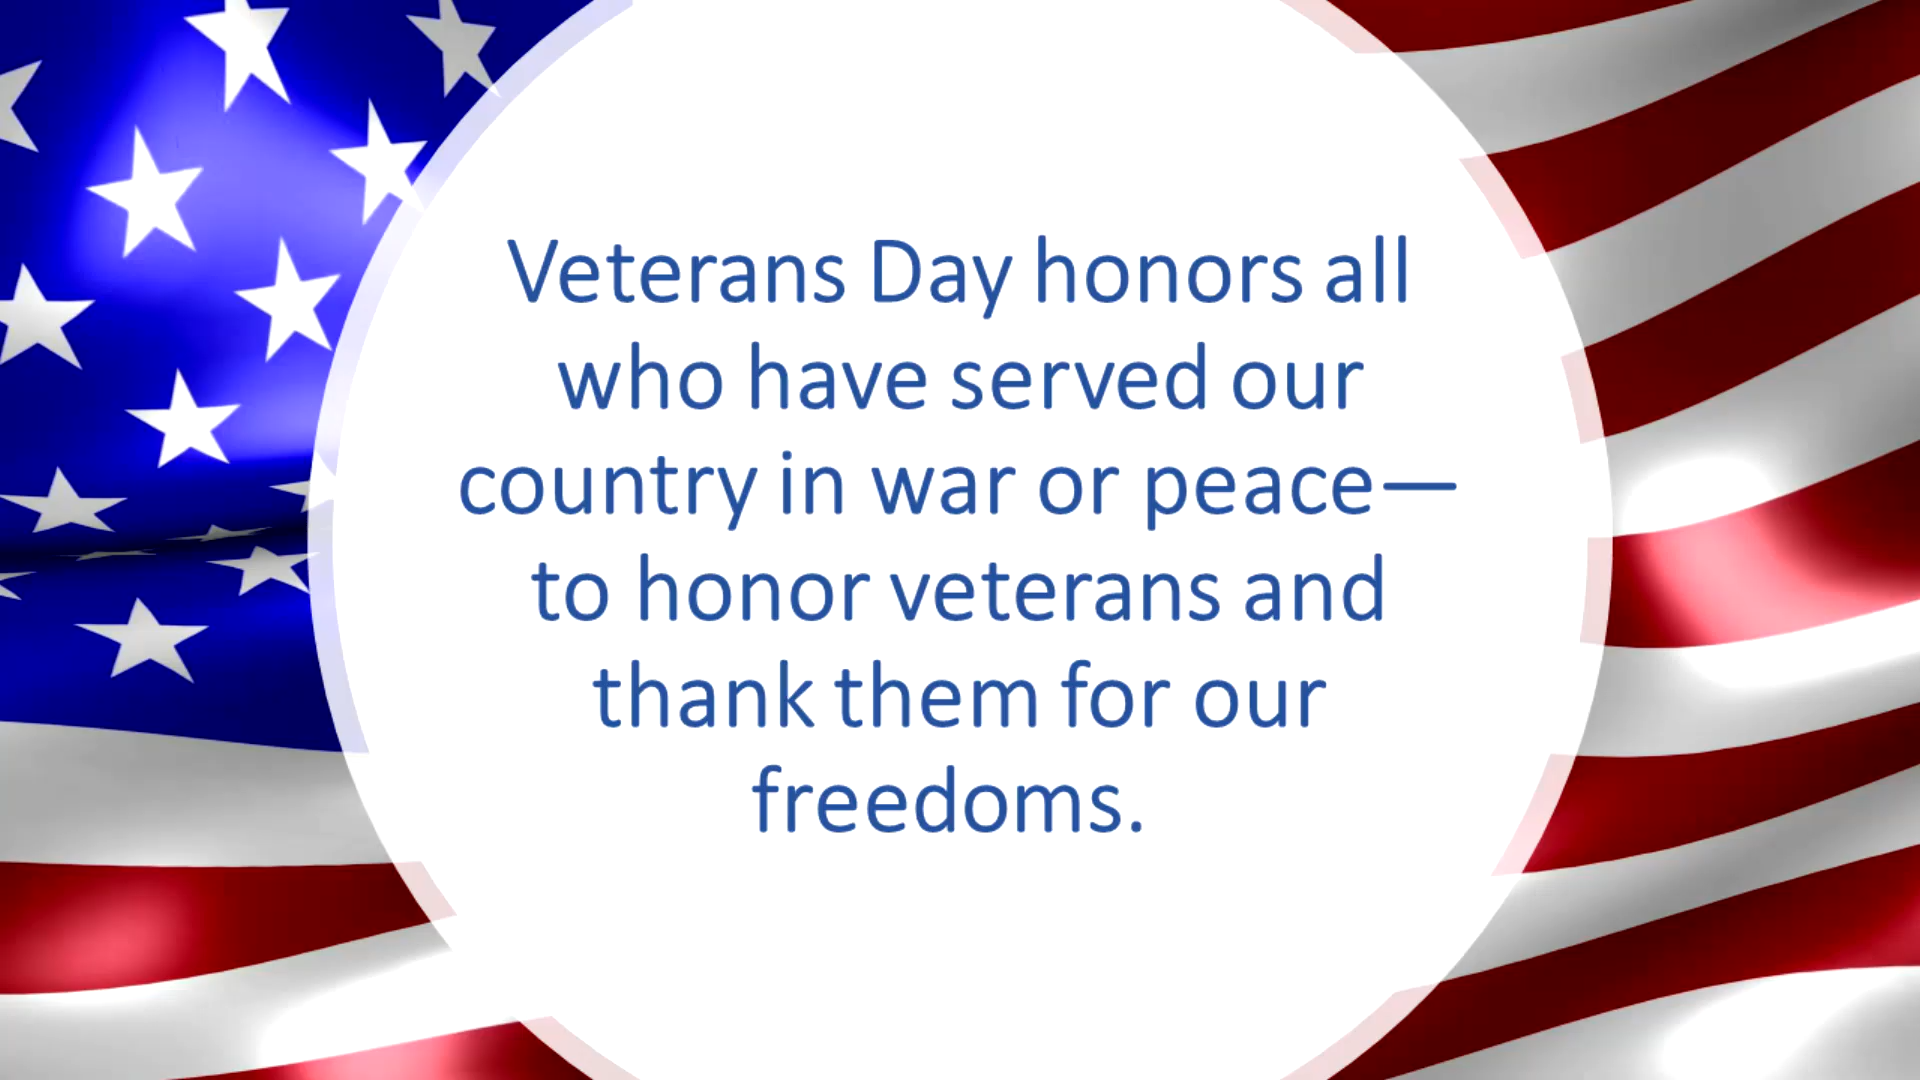 Veterans Day honors all
who have served our
country in war or peace—
to honor veterans and
thank them for our
freedoms.